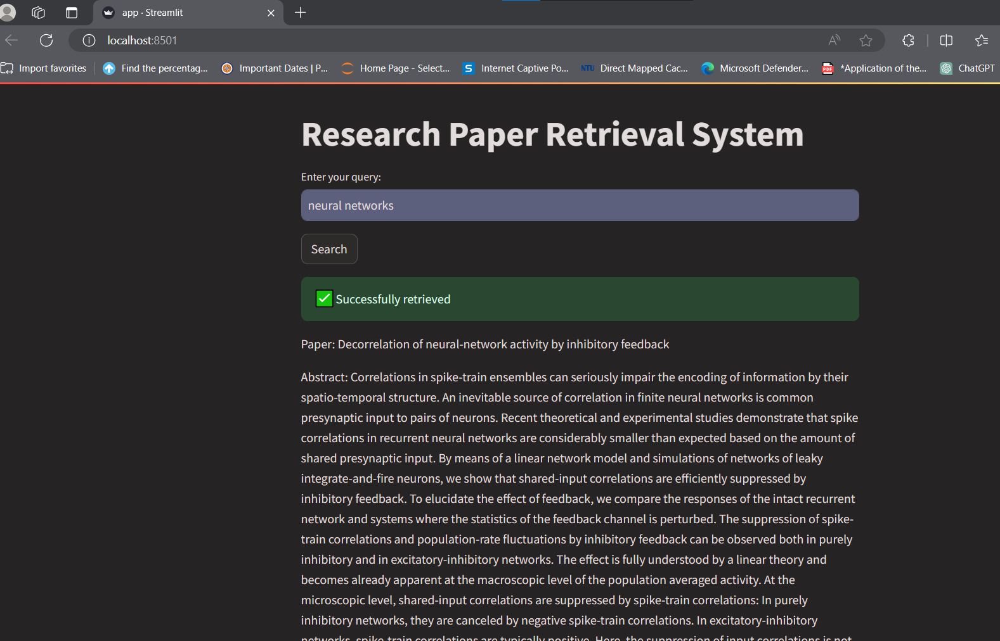 app · Streamlit
localhost:8501
Import favorites
Find the percentag...
Important Dates | P...
Home Page - Select...
S
Internet Captive Po...
NTU
Direct Mapped Cac...
Microsoft Defender...
PDF
*Application of the...
ChatGPT
Research Paper Retrieval System
Enter your query:
neural networks
Search
Successfully retrieved
Paper: Decorrelation of neural-network activity by inhibitory feedback
Abstract: Correlations in spike-train ensembles can seriously impair the encoding of information by their
spatio-temporal structure. An inevitable source of correlation in finite neural networks is common
presynaptic input to pairs of neurons. Recent theoretical and experimental studies demonstrate that spike
correlations in recurrent neural networks are considerably smaller than expected based on the amount of
shared presynaptic input. By means of a linear network model and simulations of networks of leaky
integrate-and-fire neurons, we show that shared-input correlations are efficiently suppressed by
inhibitory feedback. To elucidate the effect of feedback, we compare the responses of the intact recurrent
network and systems where the statistics of the feedback channel is perturbed. The suppression of spike-
train correlations and population-rate fluctuations by inhibitory feedback can be observed both in purely
inhibitory and in excitatory-inhibitory networks. The effect is fully understood by a linear theory and
becomes already apparent at the macroscopic level of the population averaged activity. At the
microscopic level, shared-input correlations are suppressed by spike-train correlations: In purely
inhibitory networks, they are canceled by negative spike-train correlations. In excitatory-inhibitory
networks, spike-train correlations are typically positive. Here, the suppression of input correlations is not